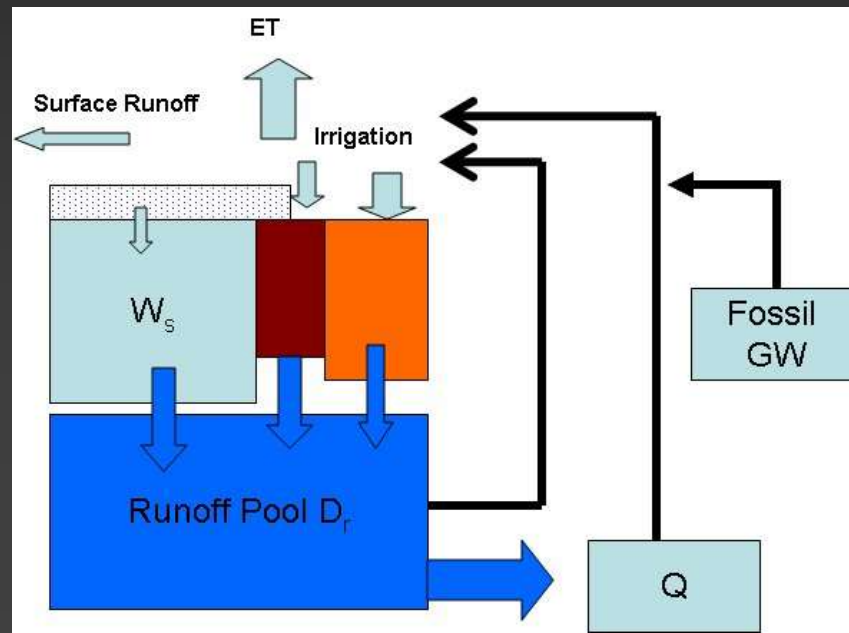 ET
Surface Runoff
Irrigation
Wₛ
Fossil
GW
Runoff Pool Dᵣ
Q